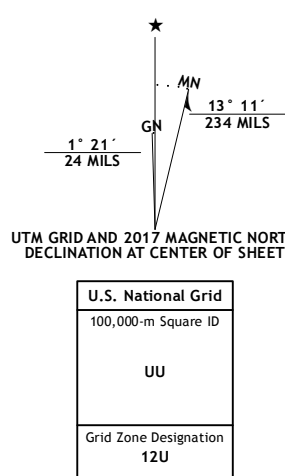 MN
GN
13° 11´
234 MILS
1° 21´
24 MILS
UTM GRID AND 2017 MAGNETIC NORT
DECLINATION AT CENTER OF SHEET
U.S. National Grid
100,000-m Square ID
UU
Grid Zone Designation
12U